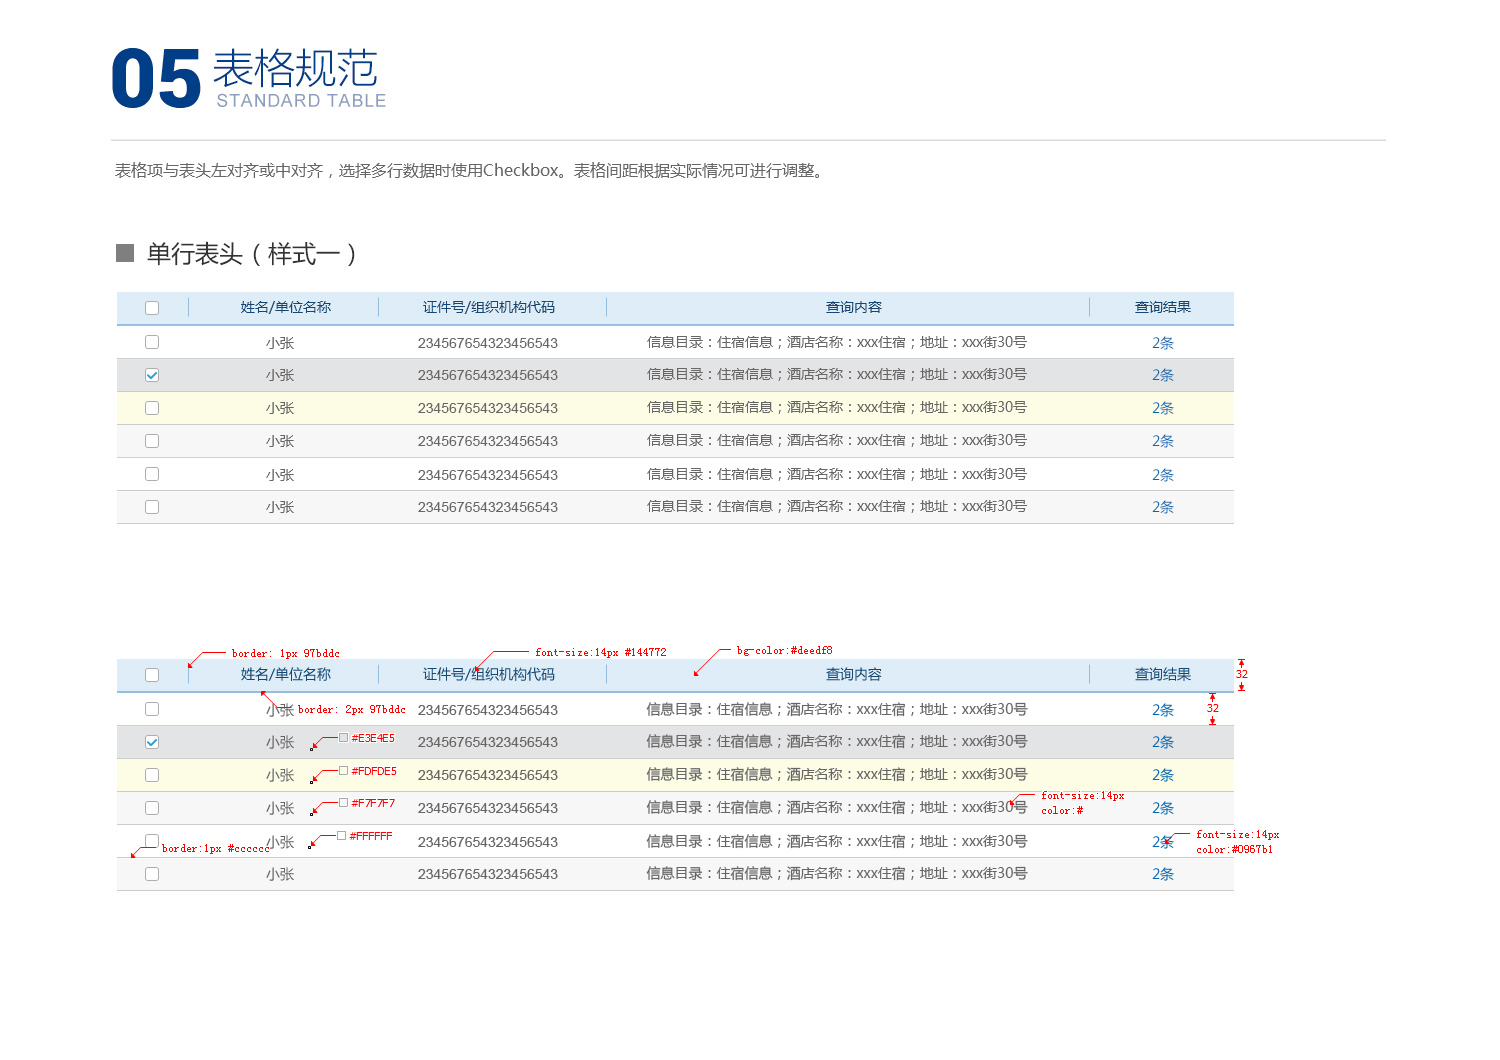 05 表格规范
STANDARD TABLE
表格项与表头左对齐或中对齐，选择多行数据时使用Checkbox。表格间距根据实际情况可进行调整。
单行表头（样式一）
姓名/单位名称 证件号/组织机构代码 查询内容 查询结果
小张 234567654323456543 信息目录：住宿信息；酒店名称：xxx住宿；地址：xxx街30号 2条
小张 234567654323456543 信息目录：住宿信息；酒店名称：xxx住宿；地址：xxx街30号 2条
小张 234567654323456543 信息目录：住宿信息；酒店名称：xxx住宿；地址：xxx街30号 2条
小张 234567654323456543 信息目录：住宿信息；酒店名称：xxx住宿；地址：xxx街30号 2条
小张 234567654323456543 信息目录：住宿信息；酒店名称：xxx住宿；地址：xxx街30号 2条
小张 234567654323456543 信息目录：住宿信息；酒店名称：xxx住宿；地址：xxx街30号 2条
border: 1px 97bddc font-size:14px #144772 bg-color:#deedf8
姓名/单位名称 证件号/组织机构代码 查询内容 查询结果 32
小张 border: 2px 97bddc 234567654323456543 信息目录：住宿信息；酒店名称：xxx住宿；地址：xxx街30号 2条 32
小张 #E3E4E5 234567654323456543 信息目录：住宿信息；酒店名称：xxx住宿；地址：xxx街30号 2条
小张 #FDFDE5 234567654323456543 信息目录：住宿信息；酒店名称：xxx住宿；地址：xxx街30号 2条
font-size:14px
小张 #F7F7F7 234567654323456543 信息目录：住宿信息；酒店名称：xxx住宿；地址：xxx街30号 2条
color:#
font-size:14px
小张 #FFFFFF 234567654323456543 信息目录：住宿信息；酒店名称：xxx住宿；地址：xxx街30号 2条
border:1px #cccccc color:#0967b1
小张 234567654323456543 信息目录：住宿信息；酒店名称：xxx住宿；地址：xxx街30号 2条